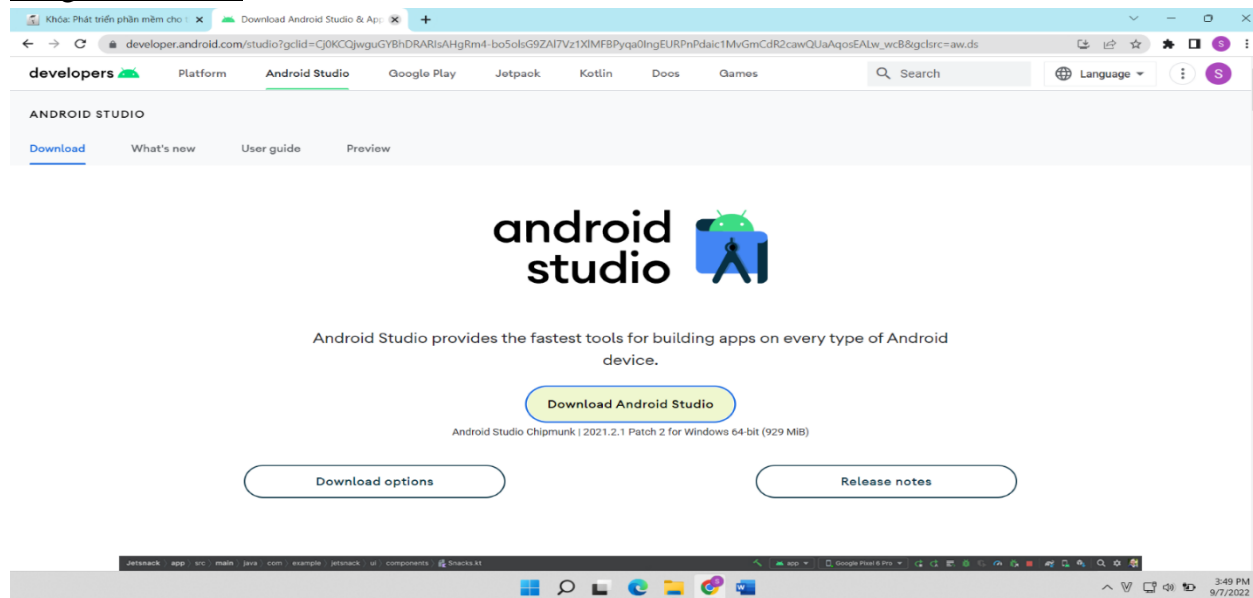 Khóa: Phát triển phần mềm cho
Download Android Studio & App
developer.android.com/studio?gclid=Cj0KCQjwguGYBhDRARIsAHgRm4-bo5olsG9ZAl7Vz1XlMFBPyqa0IngEURPnPdaic1MvGmCdR2cawQUaAqosEALw_wcB&gclsrc=aw.ds
S
developers Platform Android Studio Google Play Jetpack Kotlin Docs Games Search Language S
ANDROID STUDIO
Download What's new User guide Preview
android
studio
Android Studio provides the fastest tools for building apps on every type of Android
device.
Download Android Studio
Android Studio Chipmunk | 2021.2.1 Patch 2 for Windows 64-bit (929 MiB)
Download options Release notes
Jetsnack app src main java com example jetsnack ui components Snacks.kt app Google Pixel 6 Pro
3:49 PM
9/7/2022